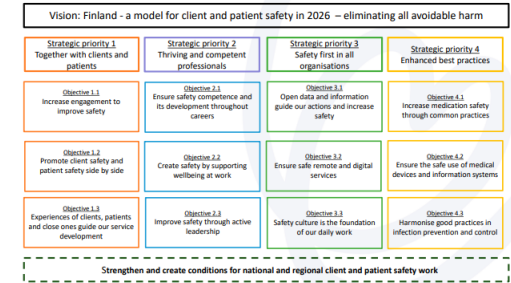 Vision: Finland - a model for client and patient safety in 2026 – eliminating all avoidable harm
Strategic priority 1
Together with clients and
patients
Strategic priority 2
Thriving and competent
professionals
Strategic priority 3
Safety first in all
organisations
Strategic priority 4
Enhanced best practices
Objective 1.1
Increase engagement to
improve safety
Objective 2.1
Ensure safety competence and
its development throughout
careers
Objective 3.1
Open data and information
guide our actions and increase
safety
Objective 4.1
Increase medication safety
through common practices
Objective 1.2
Promote client safety and
patient safety side by side
Objective 2.2
Create safety by supporting
wellbeing at work
Objective 3.2
Ensure safe remote and digital
services
Objective 4.2
Ensure the safe use of medical
devices and information systems
Objective 1.3
Experiences of clients, patients
and close ones guide our service
development
Objective 2.3
Improve safety through active
leadership
Objective 3.3
Safety culture is the foundation
of our daily work
Objective 4.3
Harmonise good practices in
infection prevention and control
Strengthen and create conditions for national and regional client and patient safety work